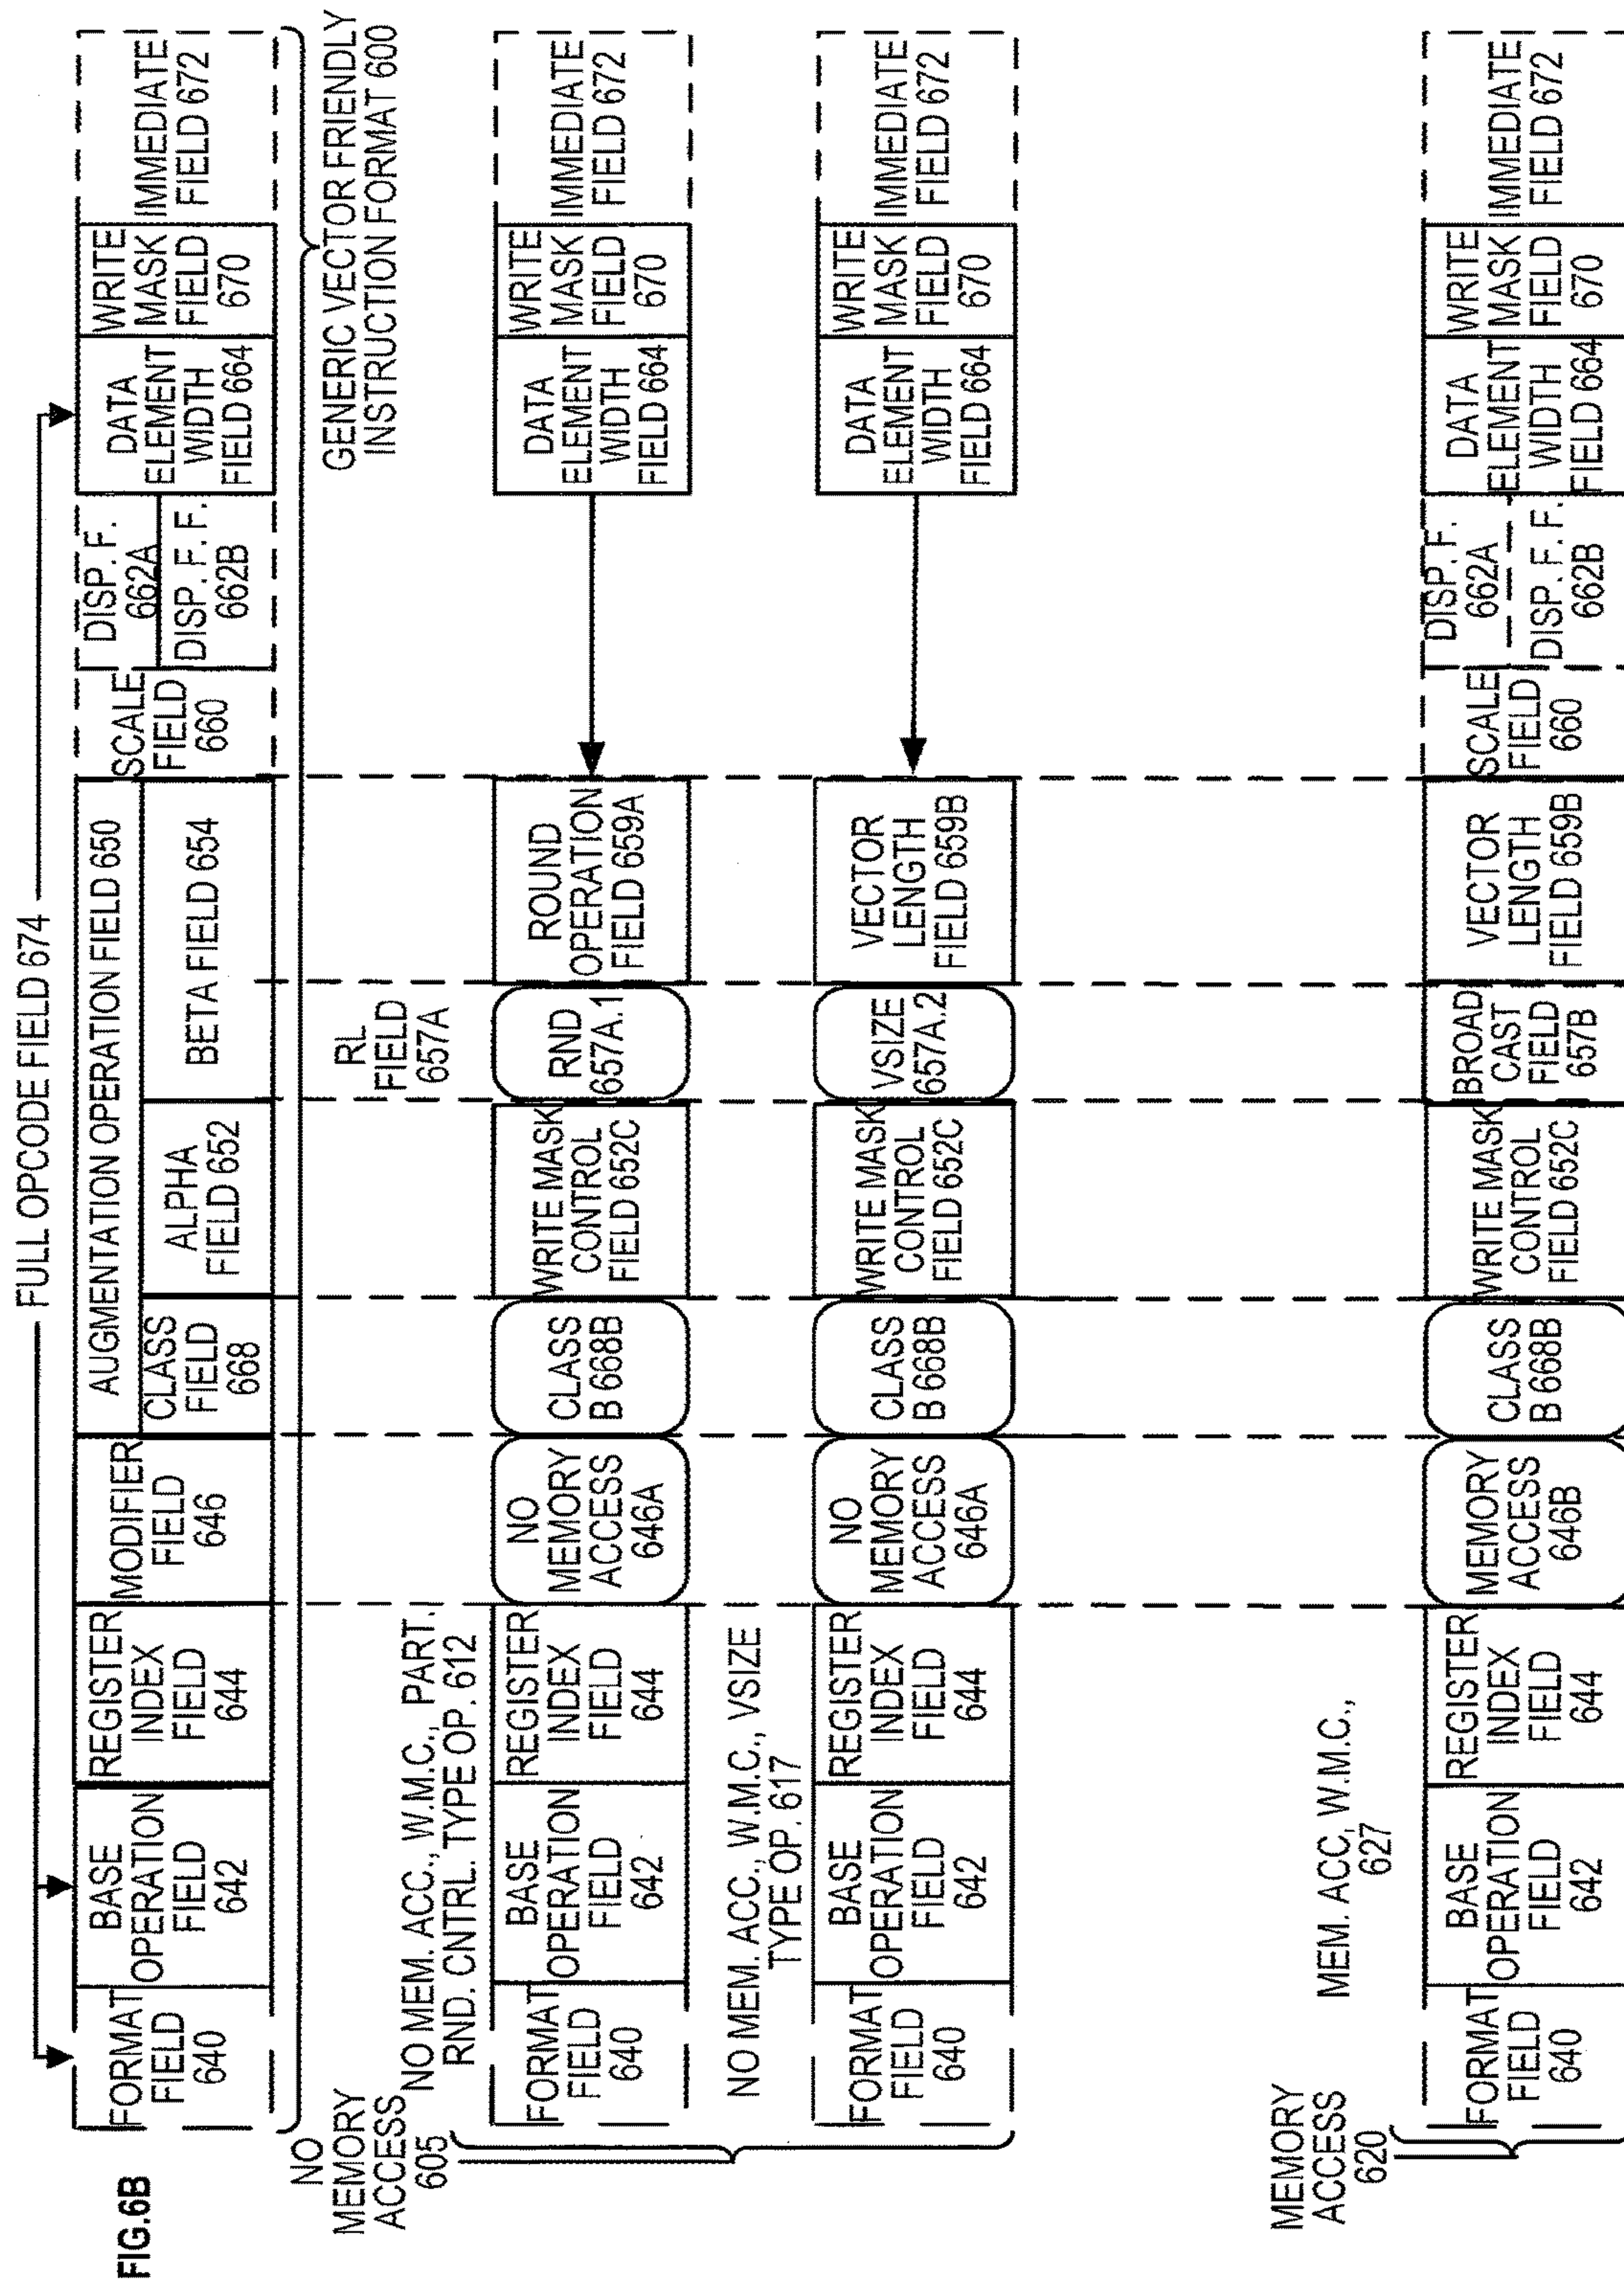 FIG.6B
FULL OPCODE FIELD 674
FORMAT
FIELD
640
BASE
OPERATION
FIELD
642
REGISTER
INDEX
FIELD
644
MODIFIER
FIELD
646
AUGMENTATION OPERATION FIELD 650
CLASS
FIELD
668
ALPHA
FIELD 652
BETA FIELD 654
SCALE
FIELD
660
DISP. F.
662A
DISP. F. F.
662B
DATA
ELEMENT
WIDTH
FIELD 664
WRITE
MASK
FIELD
670
IMMEDIATE
FIELD 672
GENERIC VECTOR FRIENDLY
INSTRUCTION FORMAT 600
NO
MEMORY
ACCESS
605
RL
FIELD
657A
NO MEM. ACC., W.M.C., PART.
RND. CNTRL. TYPE OP. 612
FORMAT
FIELD
640
BASE
OPERATION
FIELD
642
REGISTER
INDEX
FIELD
644
NO
MEMORY
ACCESS
646A
CLASS
B 668B
WRITE MASK
CONTROL
FIELD 652C
RND
657A.1
ROUND
OPERATION
FIELD 659A
DATA
ELEMENT
WIDTH
FIELD 664
WRITE
MASK
FIELD
670
IMMEDIATE
FIELD 672
NO MEM. ACC., W.M.C., VSIZE
TYPE OP. 617
FORMAT
FIELD
640
BASE
OPERATION
FIELD
642
REGISTER
INDEX
FIELD
644
NO
MEMORY
ACCESS
646A
CLASS
B 668B
WRITE MASK
CONTROL
FIELD 652C
VSIZE
657A.2
VECTOR
LENGTH
FIELD 659B
DATA
ELEMENT
WIDTH
FIELD 664
WRITE
MASK
FIELD
670
IMMEDIATE
FIELD 672
MEMORY
ACCESS
620
MEM. ACC, W.M.C.,
627
FORMAT
FIELD
640
BASE
OPERATION
FIELD
642
REGISTER
INDEX
FIELD
644
MEMORY
ACCESS
646B
CLASS
B 668B
WRITE MASK
CONTROL
FIELD 652C
BROAD
CAST
FIELD
657B
VECTOR
LENGTH
FIELD 659B
SCALE
FIELD
660
DISP. F.
662A
DISP. F. F.
662B
DATA
ELEMENT
WIDTH
FIELD 664
WRITE
MASK
FIELD
670
IMMEDIATE
FIELD 672